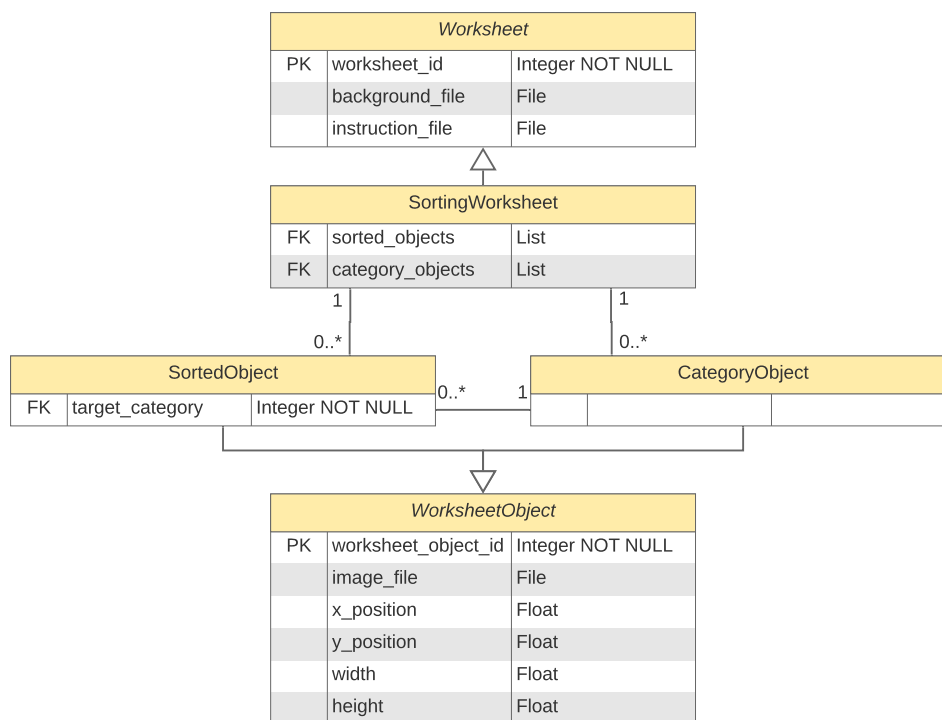 Worksheet
PK worksheet_id Integer NOT NULL
background_file File
instruction_file File
SortingWorksheet
FK sorted_objects List
FK category_objects List
1 1
0..* 0..*
SortedObject
FK target_category Integer NOT NULL
0..* 1
CategoryObject
WorksheetObject
PK worksheet_object_id Integer NOT NULL
image_file File
x_position Float
y_position Float
width Float
height Float